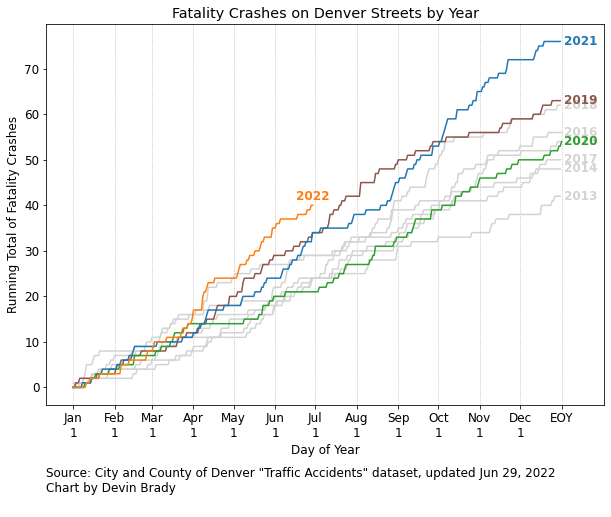 Fatality Crashes on Denver Streets by Year
Running Total of Fatality Crashes
70
60
50
40
30
20
10
0
2021
2019
2018
2016
2020
2017
2014
2013
2022
Jan Feb Mar Apr May Jun Jul Aug Sep Oct Nov Dec EOY
1 1 1 1 1 1 1 1 1 1 1 1
Day of Year
Source: City and County of Denver "Traffic Accidents" dataset, updated Jun 29, 2022
Chart by Devin Brady